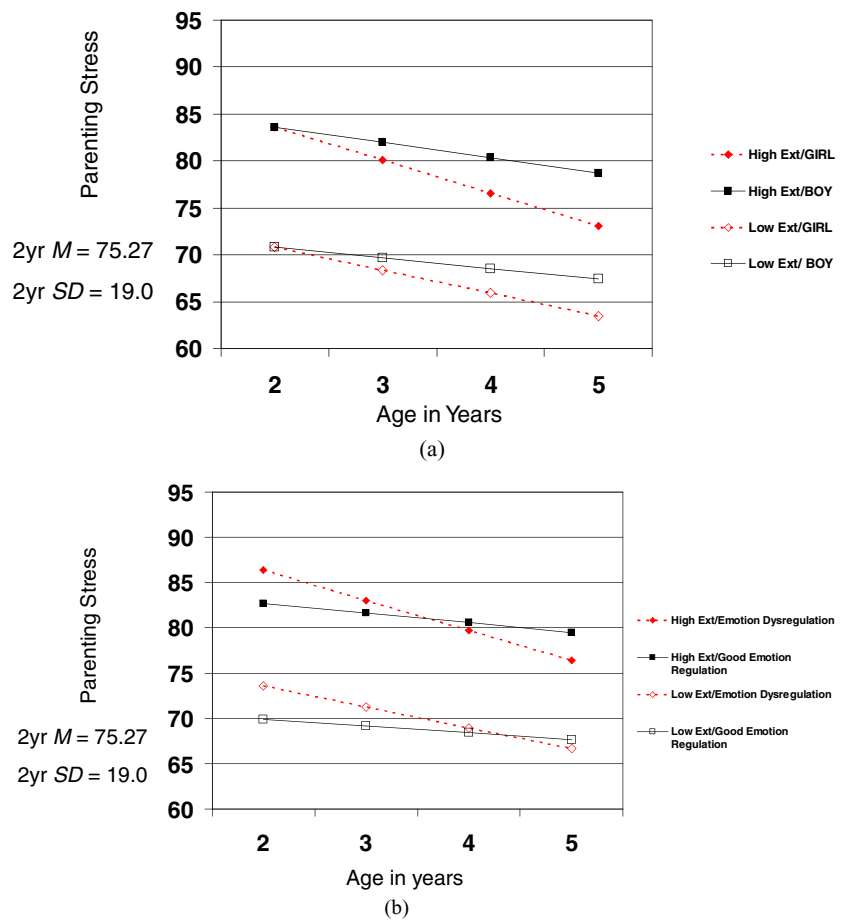 95
90
85
80
75
70
65
60
Parenting Stress
2yr M = 75.27
2yr SD = 19.0
2 3 4 5
Age in Years
High Ext/GIRL
High Ext/BOY
Low Ext/GIRL
Low Ext/ BOY
(a)
95
90
85
80
75
70
65
60
Parenting Stress
2yr M = 75.27
2yr SD = 19.0
2 3 4 5
Age in years
High Ext/Emotion Dysregulation
High Ext/Good Emotion
Regulation
Low Ext/Emotion Dysregulation
Low Ext/Good Emotion
Regulation
(b)